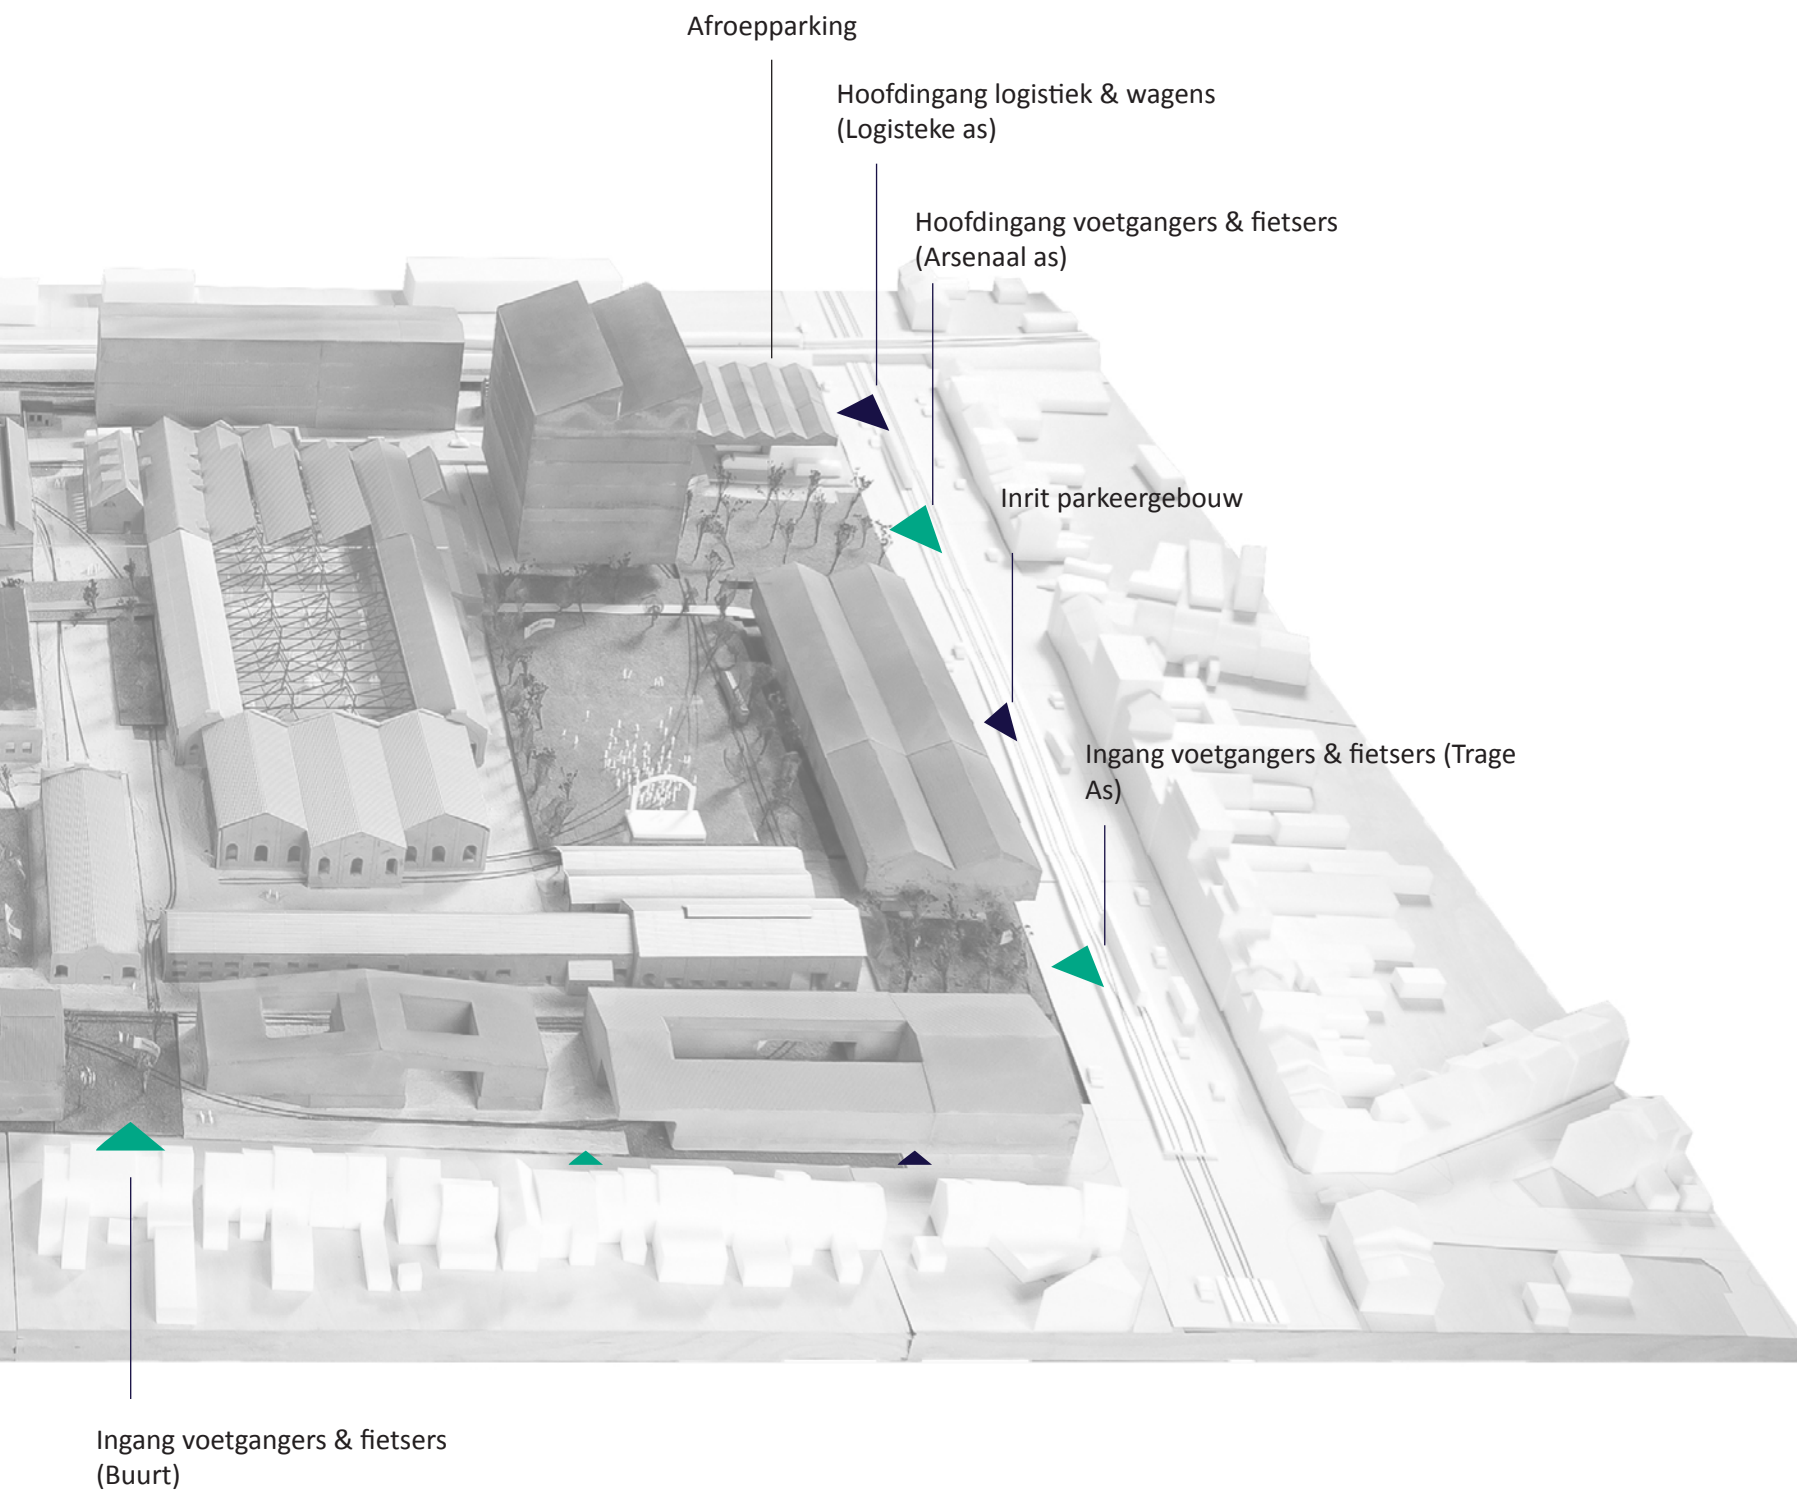 Afroepparking
Hoofdingang logistiek & wagens
(Logisteke as)
Hoofdingang voetgangers & fietsers
(Arsenaal as)
Inrit parkeergebouw
Ingang voetgangers & fietsers (Trage
As)
Ingang voetgangers & fietsers
(Buurt)